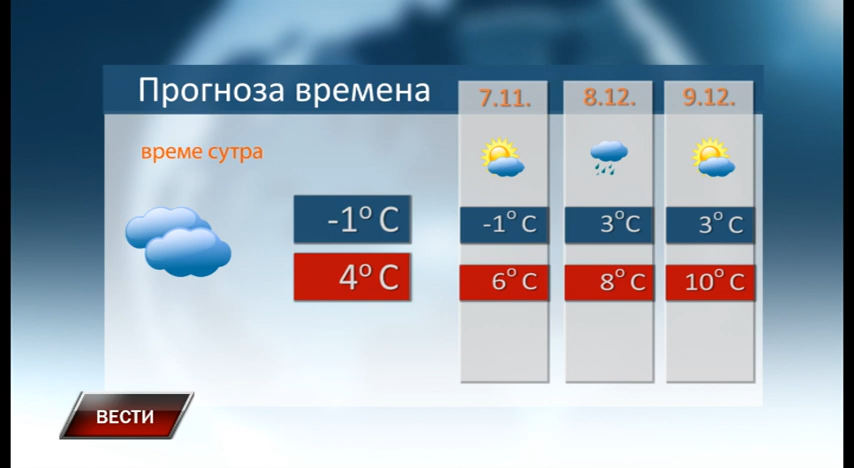 Прогноза времена
7.11.
8.12.
9.12.
време сутра
-1° C
4° C
-1° C
3°C
3° C
6° C
8° C
10° C
ВЕСТИ